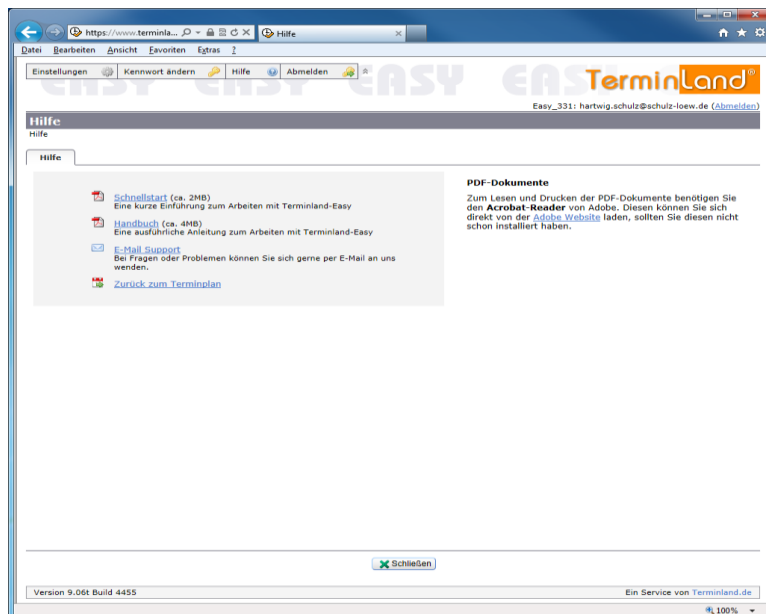 https://www.terminla...
Hilfe
Datei Bearbeiten Ansicht Favoriten Extras ?
Einstellungen Kennwort ändern Hilfe Abmelden
EASY EASY EASY EASY
TerminLand®
Easy_331: hartwig.schulz@schulz-loew.de (Abmelden)
Hilfe
Hilfe
Hilfe
Schnellstart (ca. 2MB)
Eine kurze Einführung zum Arbeiten mit Terminland-Easy
Handbuch (ca. 4MB)
Eine ausführliche Anleitung zum Arbeiten mit Terminland-Easy
E-Mail Support
Bei Fragen oder Problemen können Sie sich gerne per E-Mail an uns
wenden.
Zurück zum Terminplan
PDF-Dokumente
Zum Lesen und Drucken der PDF-Dokumente benötigen Sie
den Acrobat-Reader von Adobe. Diesen können Sie sich
direkt von der Adobe Website laden, sollten Sie diesen nicht
schon installiert haben.
Schließen
Version 9.06t Build 4455
Ein Service von Terminland.de
100%